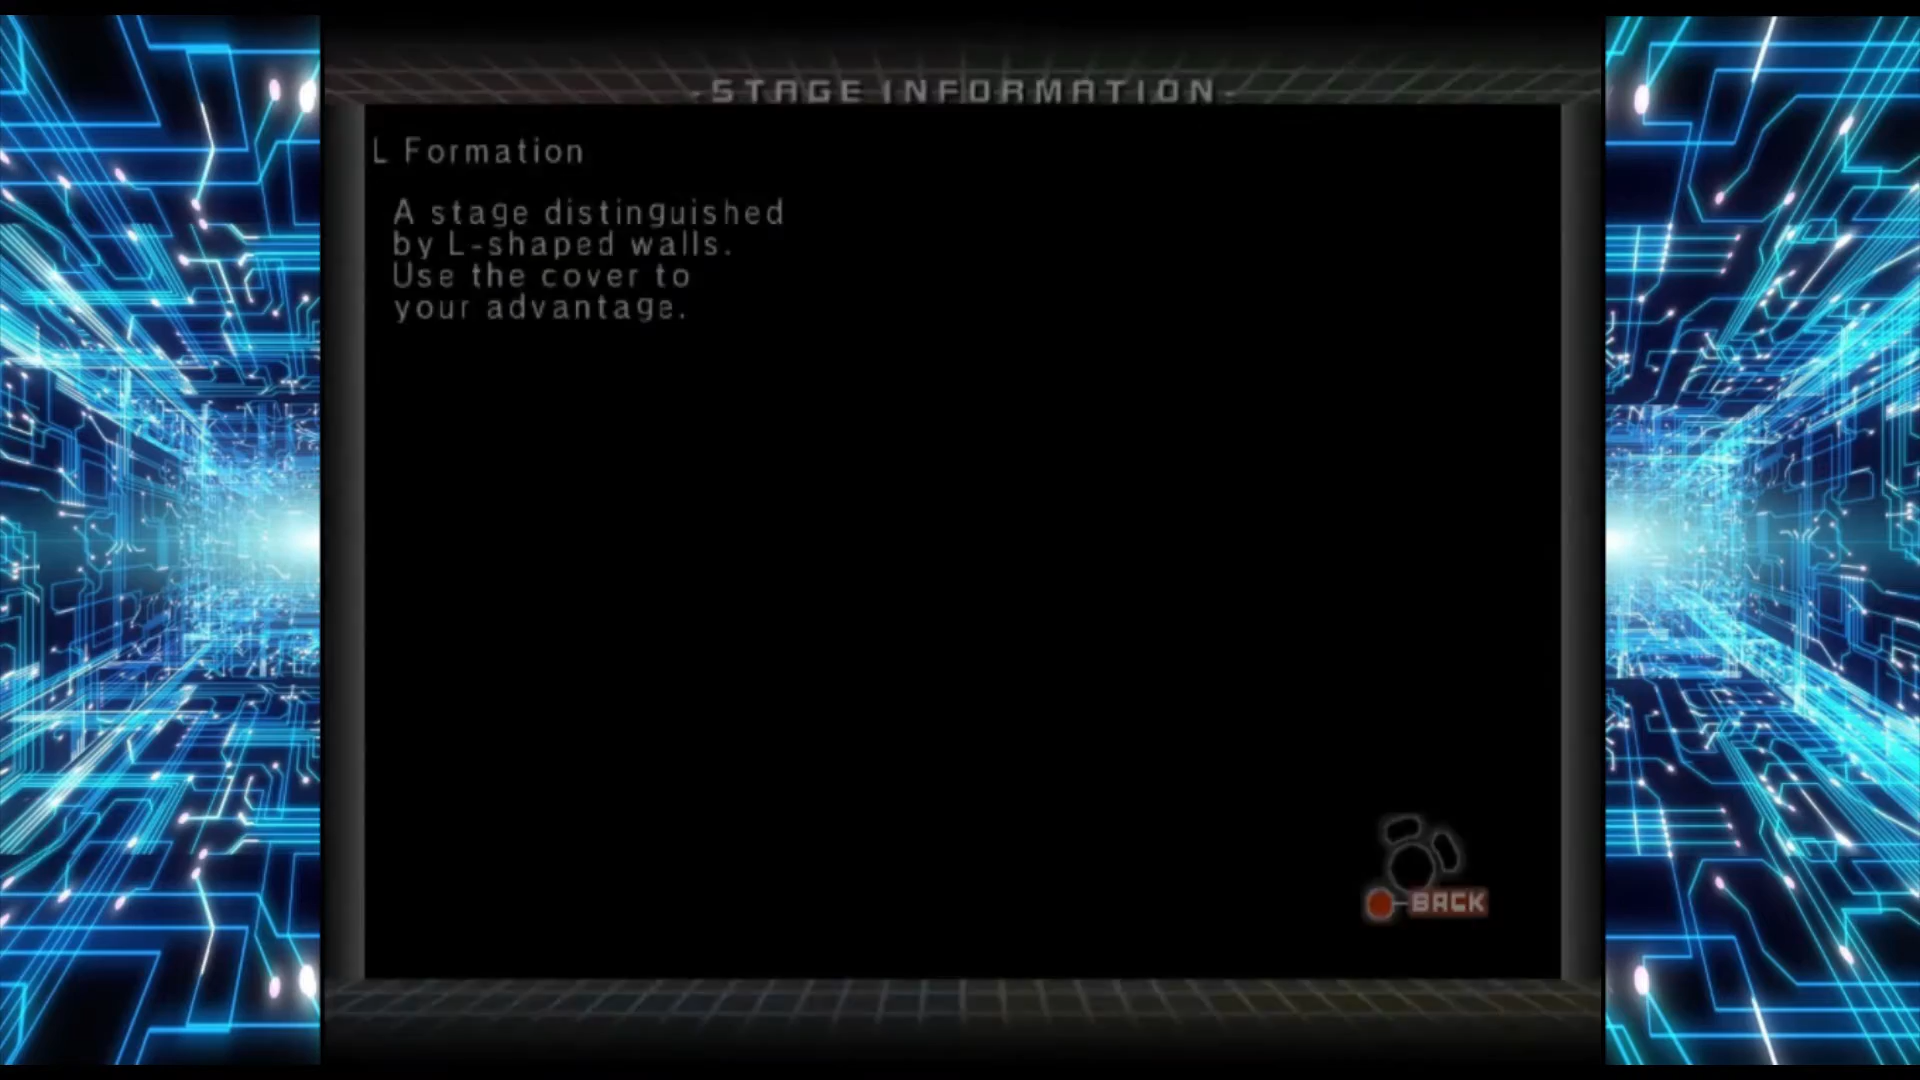 -STAGE INFORMATION-
L Formation
A stage distinguished
by L-shaped walls.
Use the cover to
your advantage.
BACK